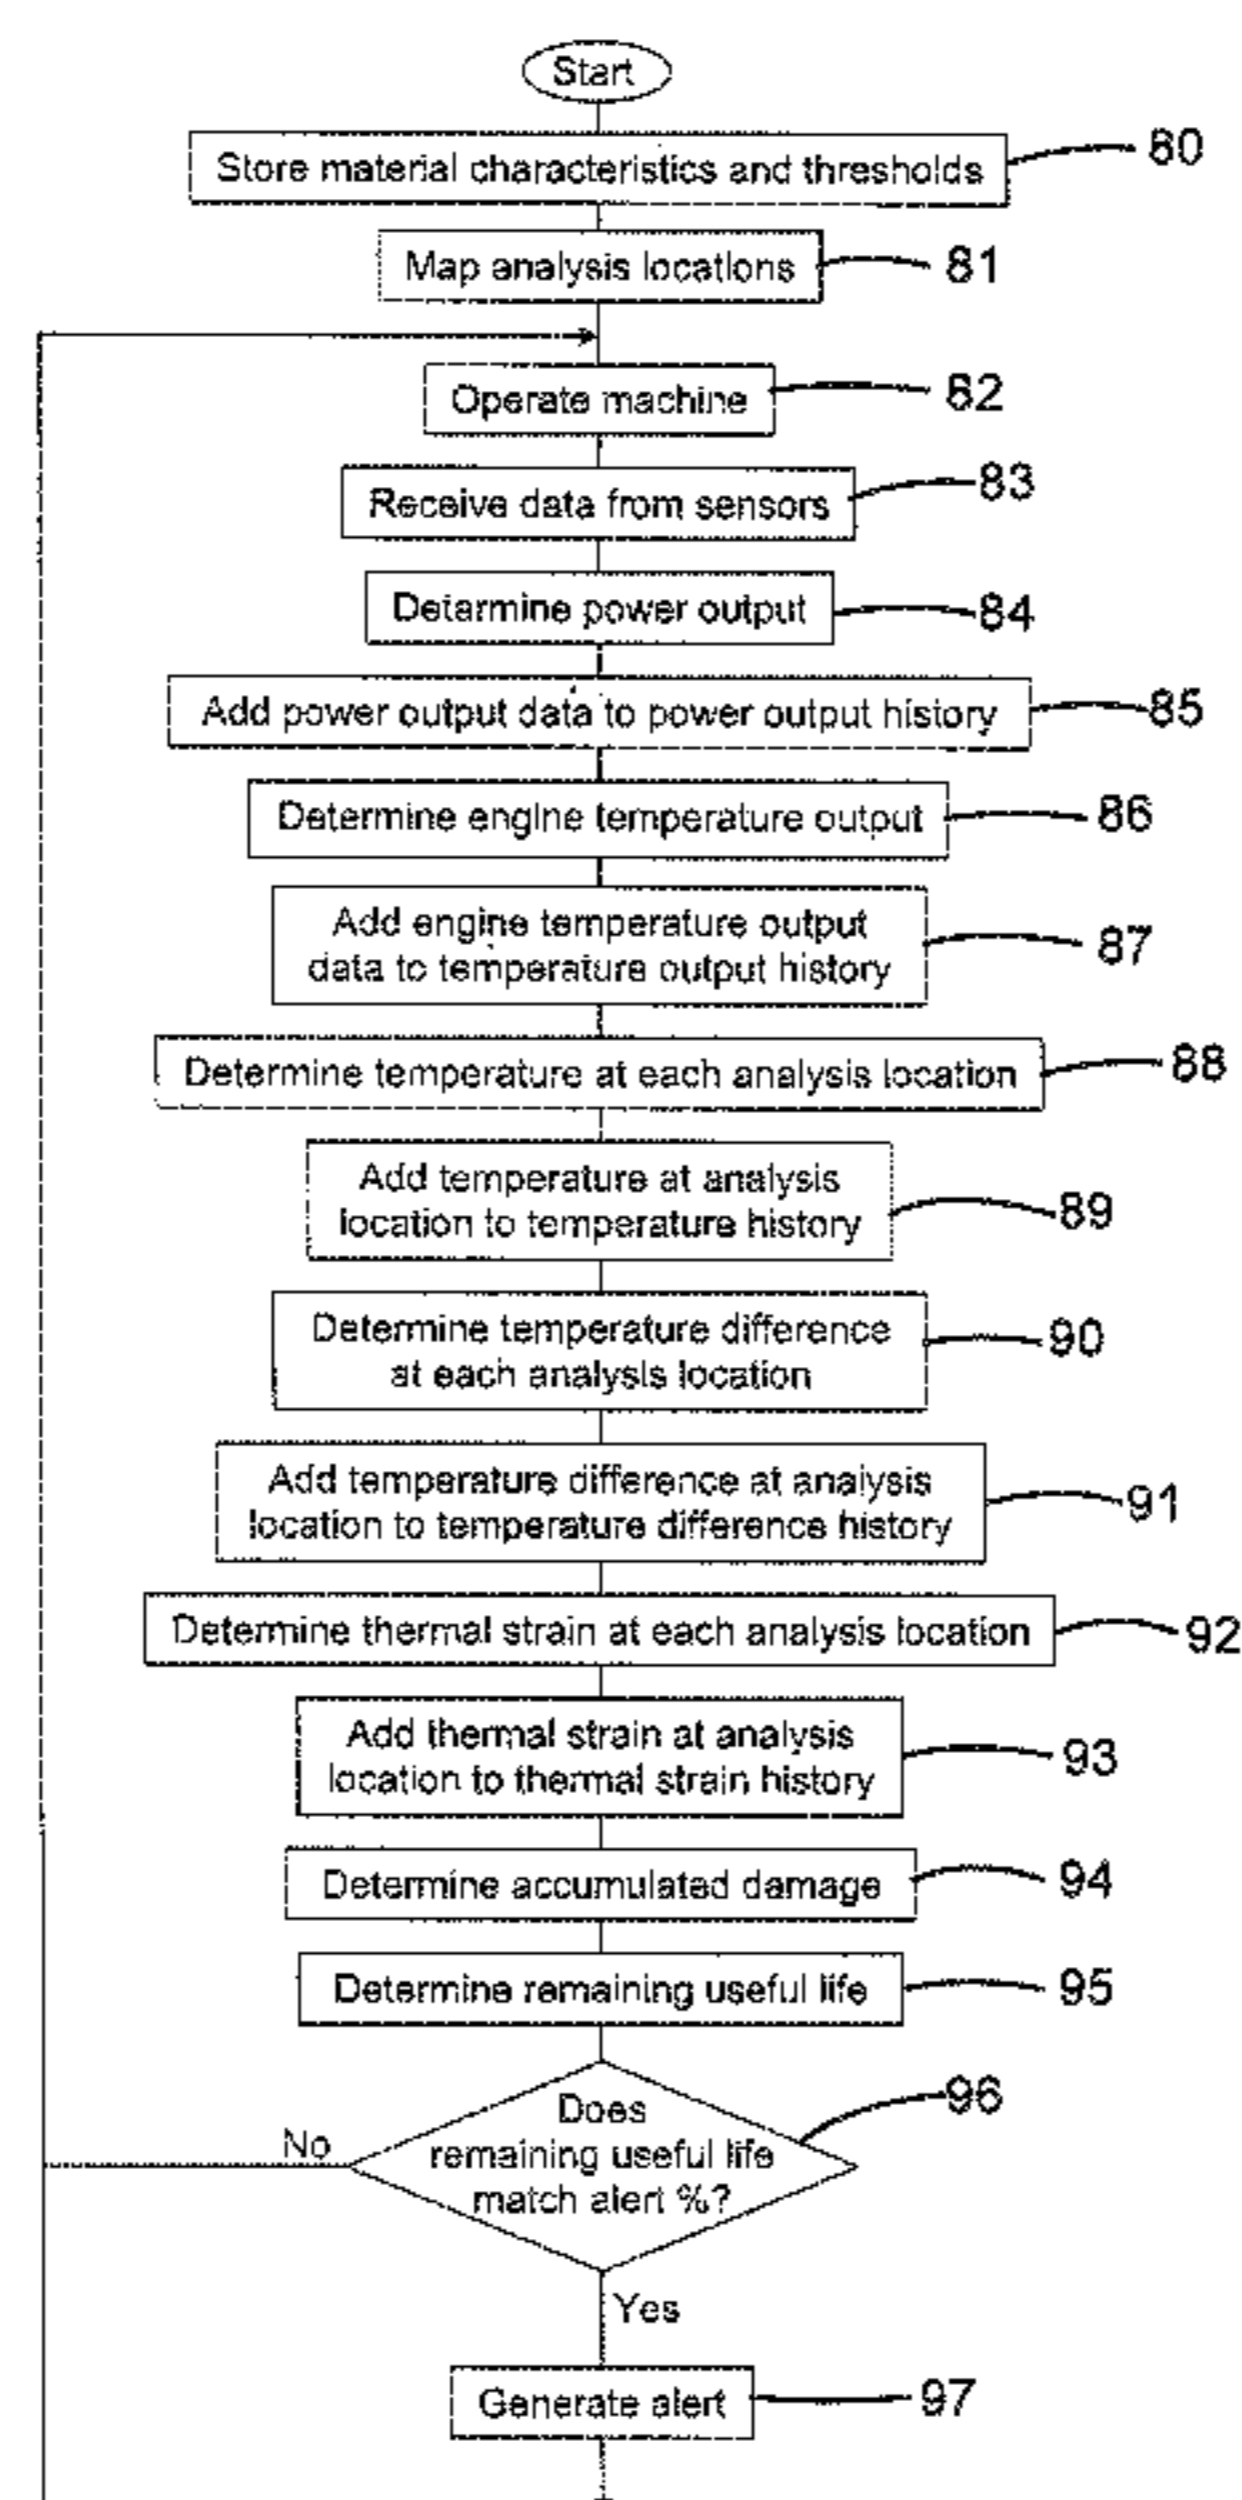 Start
Store material characteristics and thresholds
80
Map analysis locations
81
Operate machine
82
Receive data from sensors
83
Determine power output
84
Add power output data to power output history
85
Determine engine temperature output
86
Add engine temperature output
data to temperature output history
87
Determine temperature at each analysis location
88
Add temperature at analysis
location to temperature history
89
Determine temperature difference
at each analysis location
90
Add temperature difference at analysis
location to temperature difference history
91
Determine thermal strain at each analysis location
92
Add thermal strain at analysis
location to thermal strain history
93
Determine accumulated damage
94
Determine remaining useful life
95
Does
remaining useful life
match alert %?
96
No
Yes
Generate alert
97